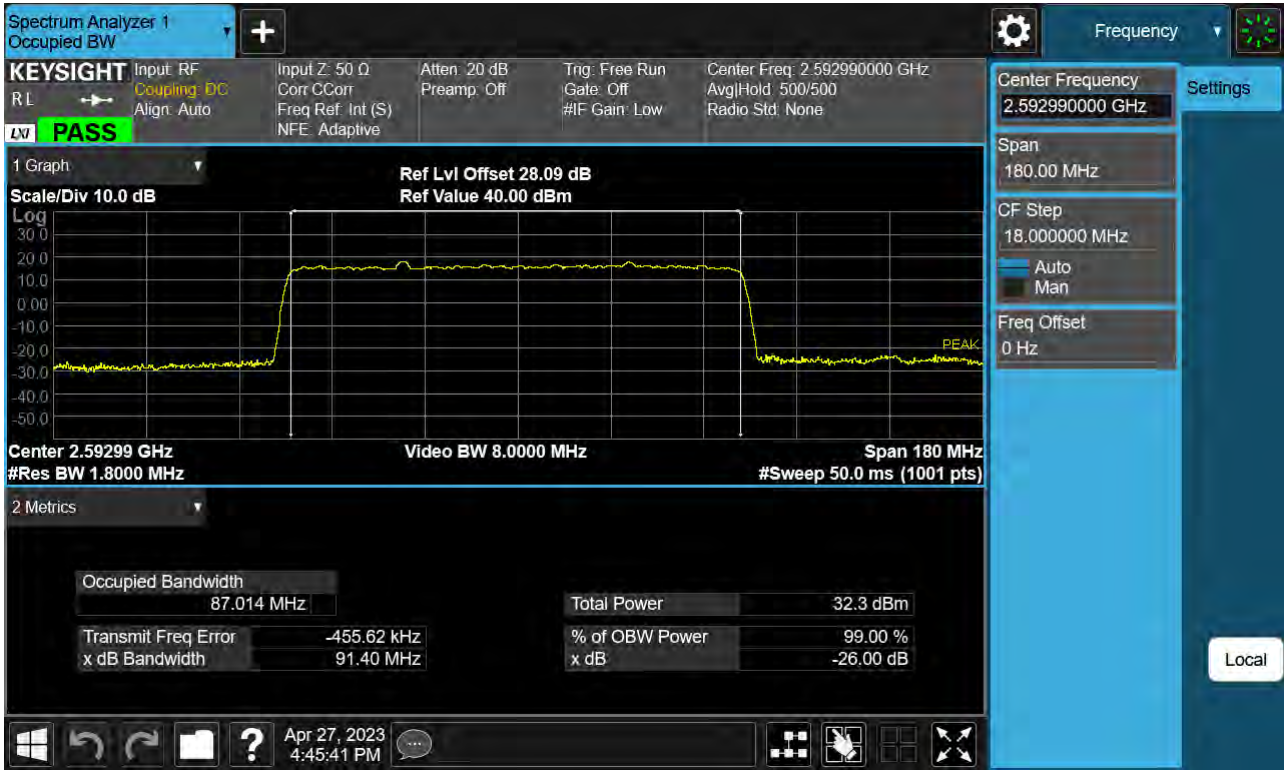 Spectrum Analyzer 1
Occupied BW
Frequency
KEYSIGHT
RL
LXI PASS
Input: RF
Coupling: DC
Align: Auto
Input Z: 50 Ω
Corr CCorr
Freq Ref: Int (S)
NFE: Adaptive
Atten: 20 dB
Preamp: Off
Trig: Free Run
Gate: Off
#IF Gain: Low
Center Freq: 2.592990000 GHz
Avg|Hold: 500/500
Radio Std: None
Center Frequency
2.592990000 GHz
Settings
Span
180.00 MHz
CF Step
18.000000 MHz
Auto
Man
Freq Offset
0 Hz
Local
1 Graph
Ref Lvl Offset 28.09 dB
Scale/Div 10.0 dB
Ref Value 40.00 dBm
Log
30.0
20.0
10.0
0.00
-10.0
-20.0
-30.0
-40.0
-50.0
PEAK
Center 2.59299 GHz
Video BW 8.0000 MHz
Span 180 MHz
#Res BW 1.8000 MHz
#Sweep 50.0 ms (1001 pts)
2 Metrics
Occupied Bandwidth
87.014 MHz
Total Power 32.3 dBm
Transmit Freq Error -455.62 kHz
% of OBW Power 99.00 %
x dB Bandwidth 91.40 MHz
x dB -26.00 dB
Apr 27, 2023
4:45:41 PM